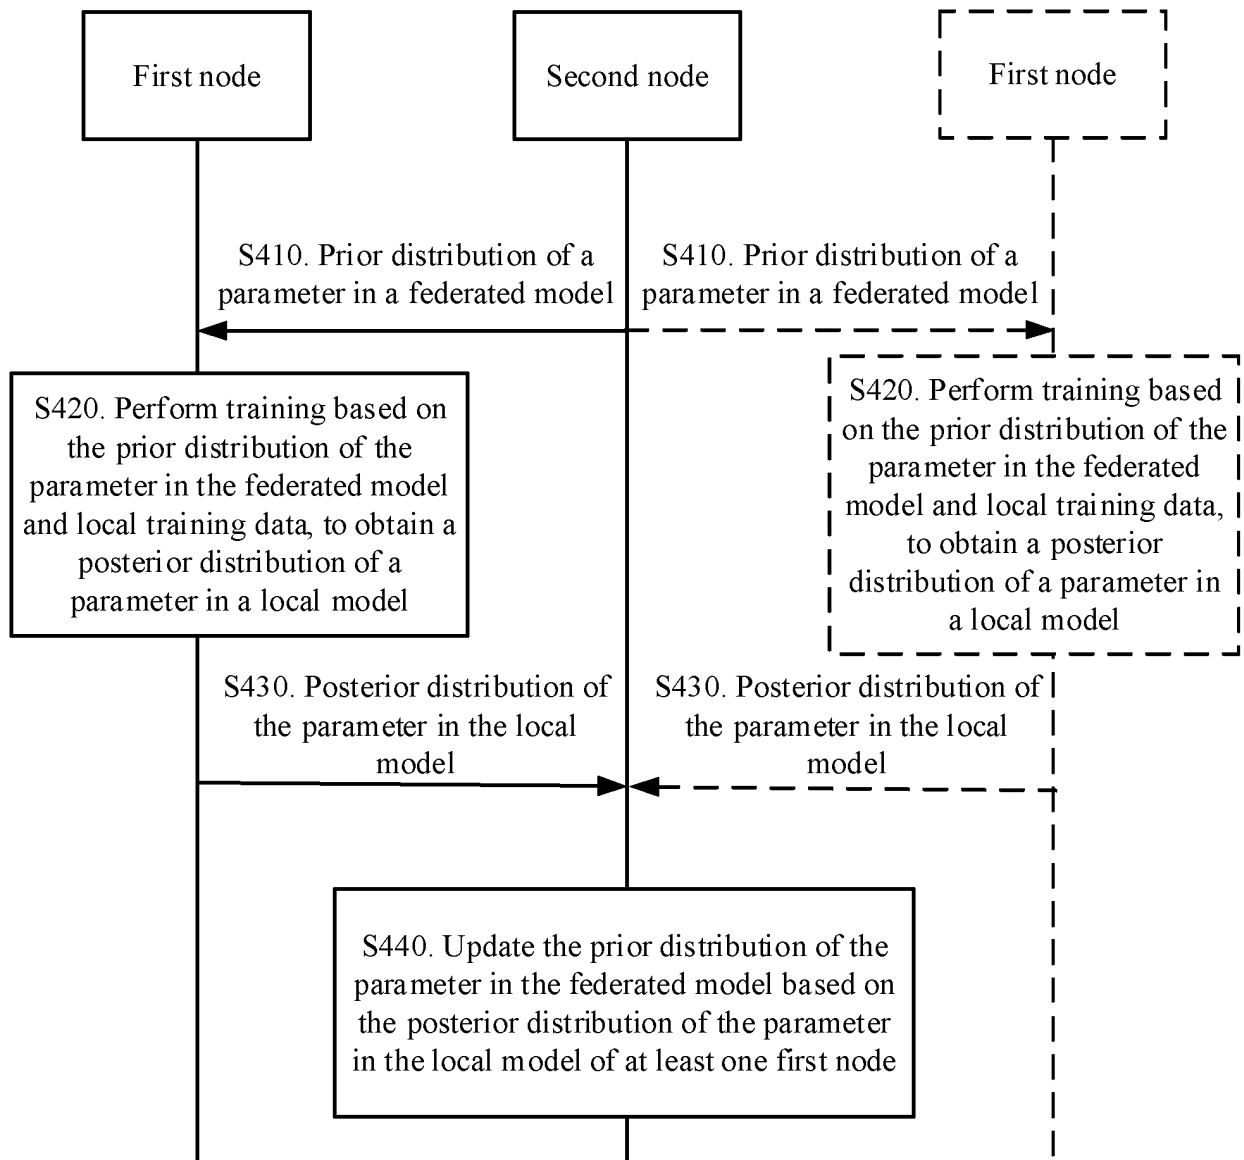 First node
Second node
First node
S410. Prior distribution of a
parameter in a federated model
S410. Prior distribution of a
parameter in a federated model
S420. Perform training based on
the prior distribution of the
parameter in the federated model
and local training data, to obtain a
posterior distribution of a
parameter in a local model
S420. Perform training based
on the prior distribution of the
parameter in the federated
model and local training data,
to obtain a posterior
distribution of a parameter in
a local model
S430. Posterior distribution of
the parameter in the local
model
S430. Posterior distribution of
the parameter in the local
model
S440. Update the prior distribution of the
parameter in the federated model based on
the posterior distribution of the parameter
in the local model of at least one first node